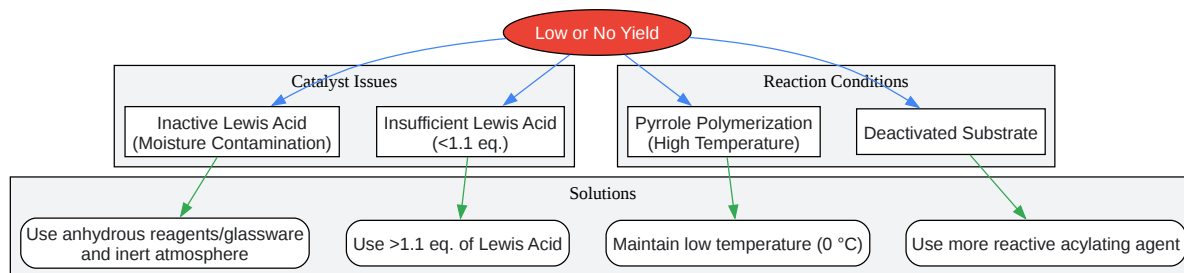 Low or No Yield
Catalyst Issues
Reaction Conditions
Inactive Lewis Acid
(Moisture Contamination)
Insufficient Lewis Acid
(<1.1 eq.)
Pyrrole Polymerization
(High Temperature)
Deactivated Substrate
Solutions
Use anhydrous reagents/glassware
and inert atmosphere
Use >1.1 eq. of Lewis Acid
Maintain low temperature (0 °C)
Use more reactive acylating agent